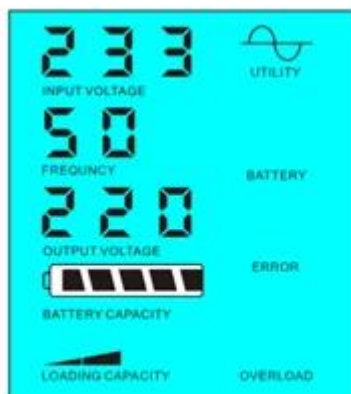 233
INPUT VOLTAGE
UTILITY
50
FREQUNCY
BATTERY
220
OUTPUT VOLTAGE
ERROR
BATTERY CAPACITY
LOADING CAPACITY
OVERLOAD